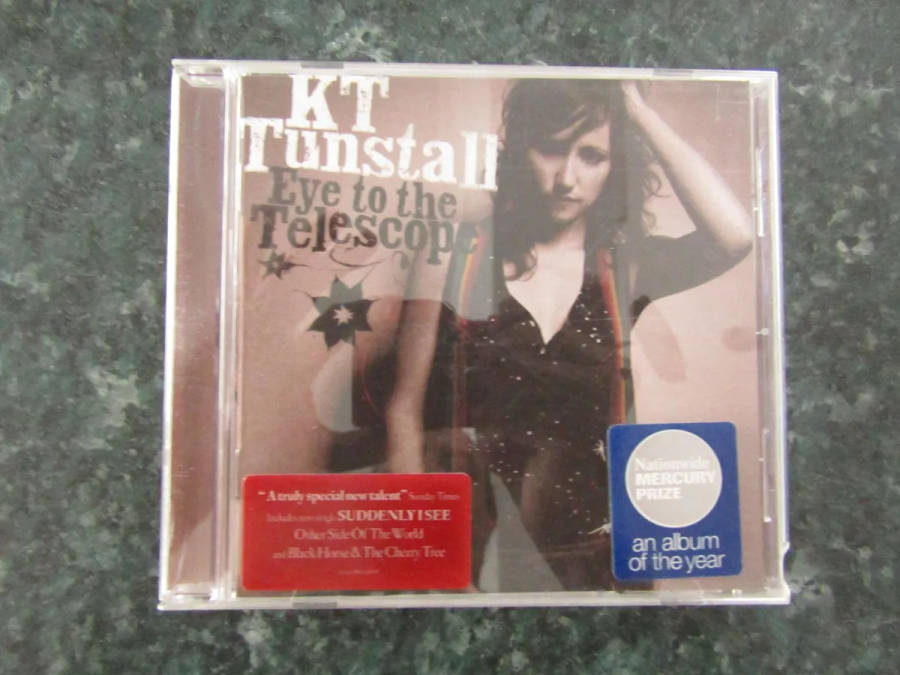 KT
Tunstall
Eye to the
Telescope
"A truly special new talent" Sunday Times
Includes new single SUDDENLY I SEE
Other Side Of The World
and Black Horse & The Cherry Tree
Nationwide
MERCURY
PRIZE
an album
of the year